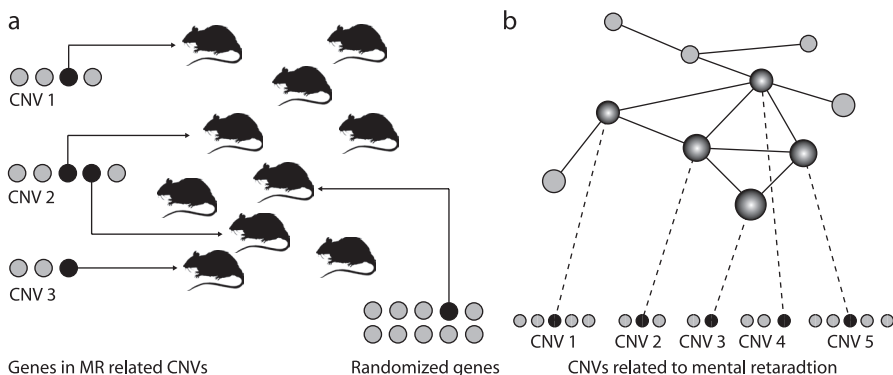 a
CNV 1
CNV 2
CNV 3
Genes in MR related CNVs
Randomized genes
b
CNV 1 CNV 2 CNV 3 CNV 4 CNV 5
CNVs related to mental retaradtion